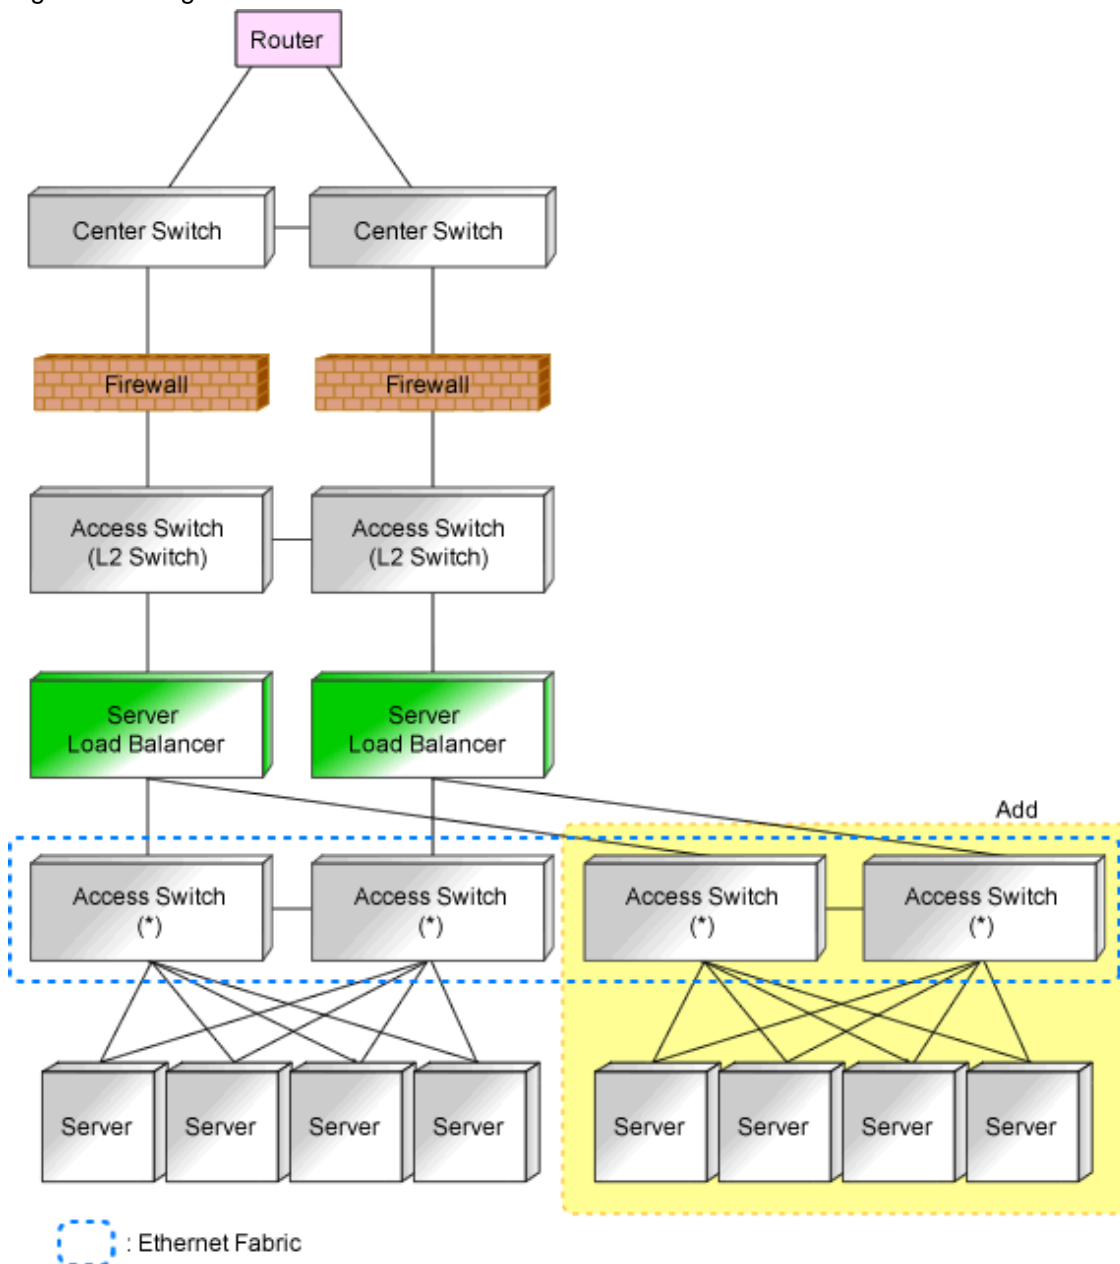 Router
Center Switch
Center Switch
Firewall
Firewall
Access Switch
(L2 Switch)
Access Switch
(L2 Switch)
Server
Load Balancer
Server
Load Balancer
Add
Access Switch
(*)
Access Switch
(*)
Access Switch
(*)
Access Switch
(*)
Server
Server
Server
Server
Server
Server
Server
Server
: Ethernet Fabric